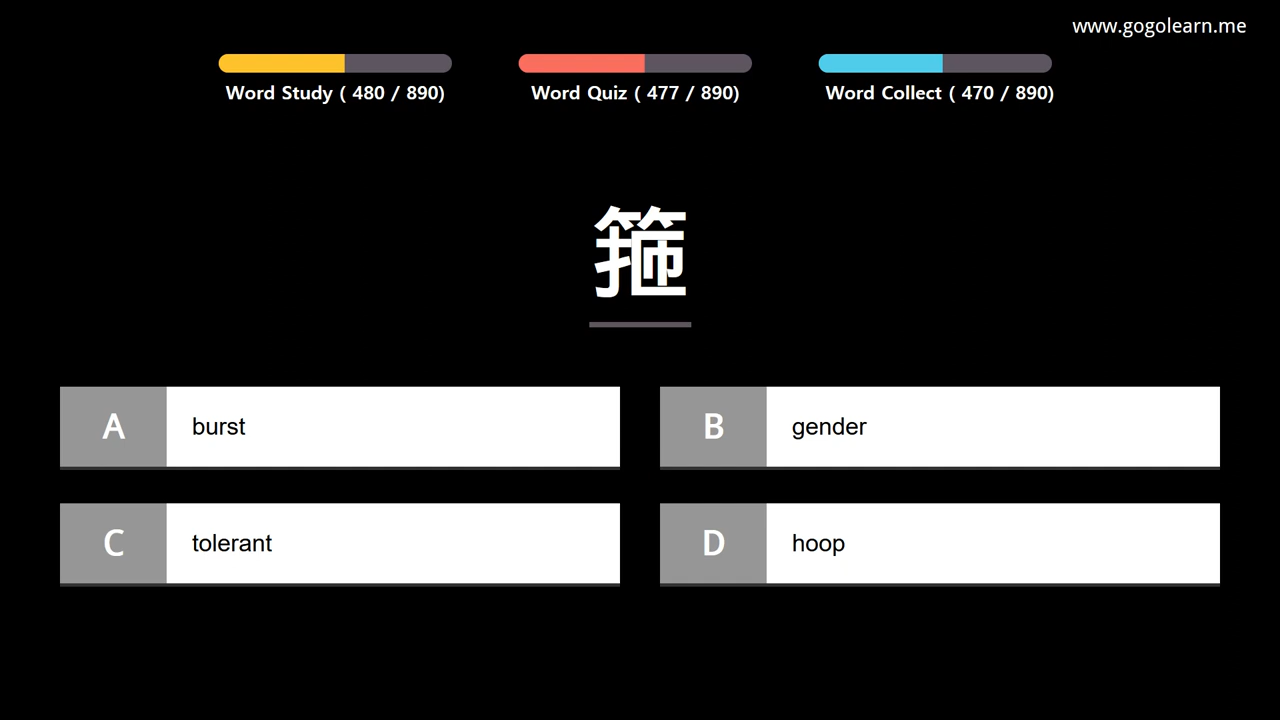 www.gogolearn.me
Word Study ( 480 / 890)
Word Quiz ( 477 / 890)
Word Collect ( 470 / 890)
箍
A burst
B gender
C tolerant
D hoop